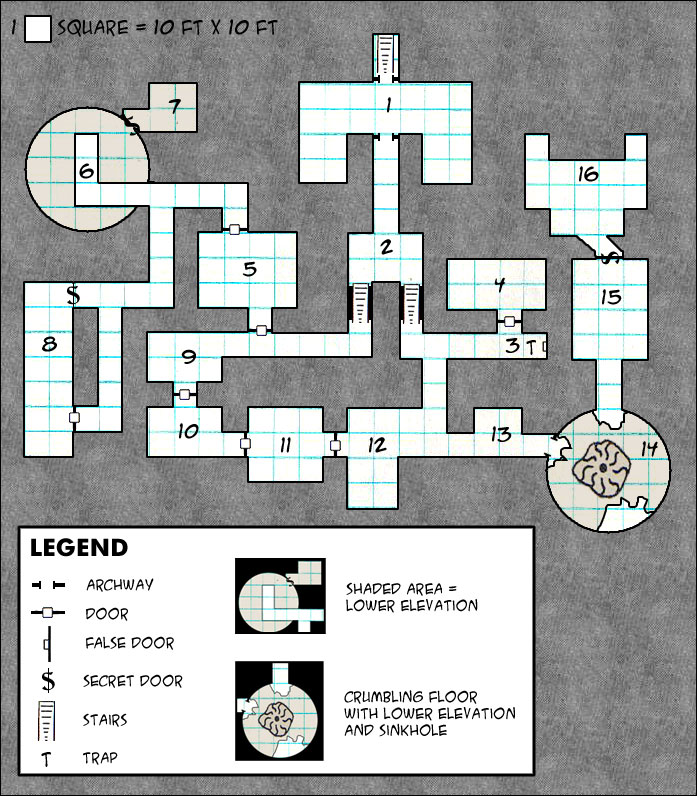 1 SQUARE = 10 FT X 10 FT
7
1
6
16
2
5
4
15
8
9
3 T
10
11
12
13
14
$
$
$
LEGEND
ARCHWAY
DOOR
FALSE DOOR
$ SECRET DOOR
STAIRS
T TRAP
SHADED AREA =
LOWER ELEVATION
CRUMBLING FLOOR
WITH LOWER ELEVATION
AND SINKHOLE